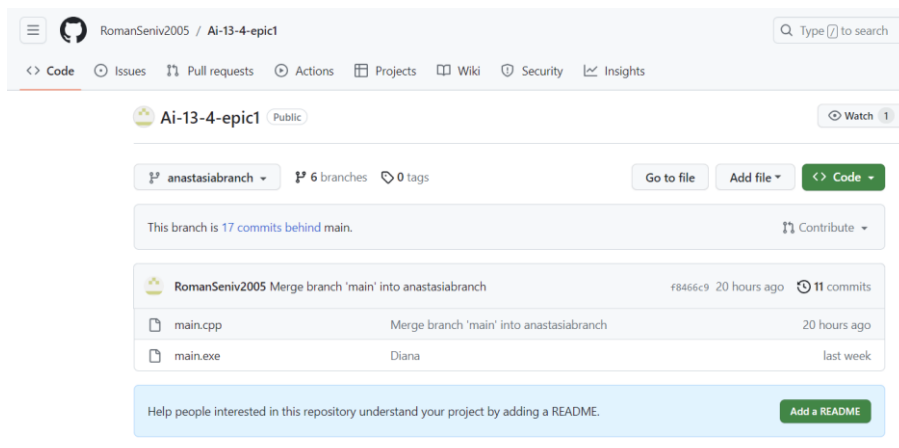 RomanSeniv2005 / Ai-13-4-epic1 Type / to search
Code Issues Pull requests Actions Projects Wiki Security Insights
Ai-13-4-epic1 Public Watch 1
anastasiabranch 6 branches 0 tags Go to file Add file Code
This branch is 17 commits behind main. Contribute
RomanSeniv2005 Merge branch 'main' into anastasiabranch f8466c9 20 hours ago 11 commits
main.cpp Merge branch 'main' into anastasiabranch 20 hours ago
main.exe Diana last week
Help people interested in this repository understand your project by adding a README. Add a README